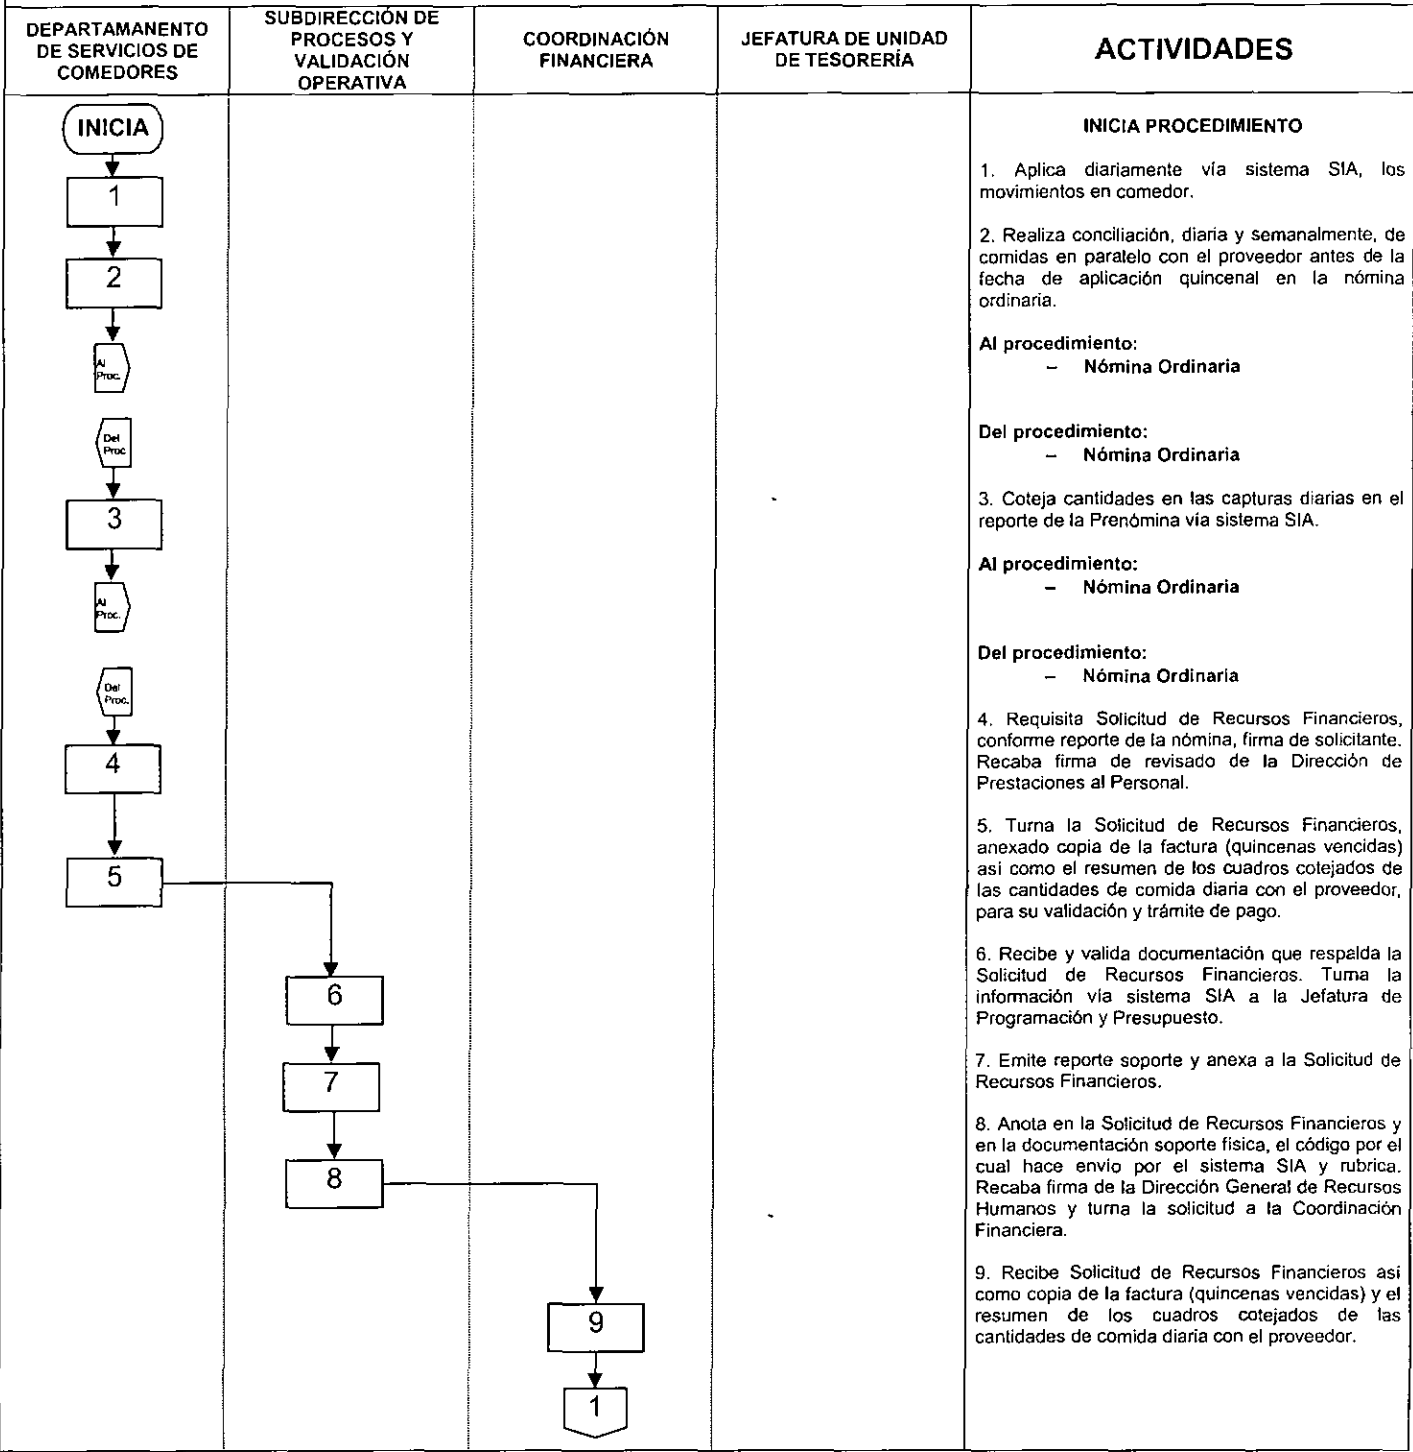 DEPARTAMANENTO
DE SERVICIOS DE
COMEDORES
SUBDIRECCIÓN DE
PROCESOS Y
VALIDACIÓN
OPERATIVA
COORDINACIÓN
FINANCIERA
JEFATURA DE UNIDAD
DE TESORERÍA
ACTIVIDADES
INICIA
1
2
Al
Proc.
Del
Proc
3
Al
Proc.
Del
Proc.
4
5
6
7
8
9
1
INICIA PROCEDIMIENTO
1. Aplica diariamente vía sistema SIA, los
movimientos en comedor.
2. Realiza conciliación, diaria y semanalmente, de
comidas en paralelo con el proveedor antes de la
fecha de aplicación quincenal en la nómina
ordinaria.
Al procedimiento:
– Nómina Ordinaria
Del procedimiento:
– Nómina Ordinaria
3. Coteja cantidades en las capturas diarias en el
reporte de la Prenómina vía sistema SIA.
Al procedimiento:
– Nómina Ordinaria
Del procedimiento:
– Nómina Ordinaria
4. Requisita Solicitud de Recursos Financieros,
conforme reporte de la nómina, firma de solicitante.
Recaba firma de revisado de la Dirección de
Prestaciones al Personal.
5. Turna la Solicitud de Recursos Financieros,
anexado copia de la factura (quincenas vencidas)
así como el resumen de los cuadros cotejados de
las cantidades de comida diaria con el proveedor,
para su validación y trámite de pago.
6. Recibe y valida documentación que respalda la
Solicitud de Recursos Financieros. Turna la
información vía sistema SIA a la Jefatura de
Programación y Presupuesto.
7. Emite reporte soporte y anexa a la Solicitud de
Recursos Financieros.
8. Anota en la Solicitud de Recursos Financieros y
en la documentación soporte física, el código por el
cual hace envío por el sistema SIA y rubrica.
Recaba firma de la Dirección General de Recursos
Humanos y turna la solicitud a la Coordinación
Financiera.
9. Recibe Solicitud de Recursos Financieros así
como copia de la factura (quincenas vencidas) y el
resumen de los cuadros cotejados de las
cantidades de comida diaria con el proveedor.